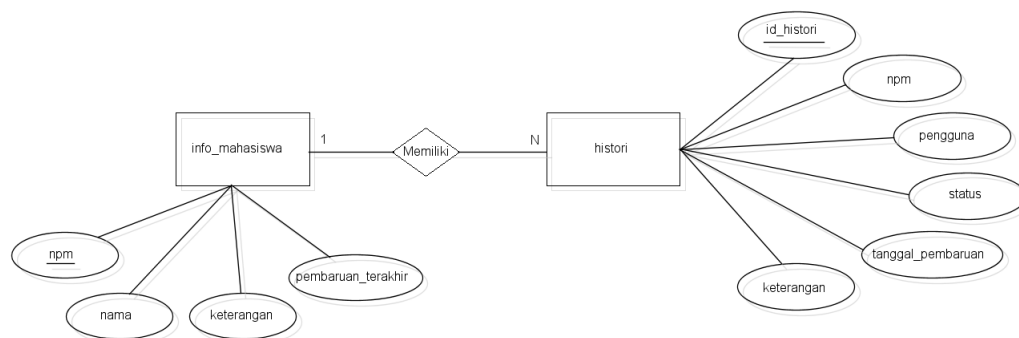 id_histori
npm
pengguna
info_mahasiswa
1
Memiliki
N
histori
status
npm
tanggal_pembaruan
pembaruan_terakhir
keterangan
nama
keterangan